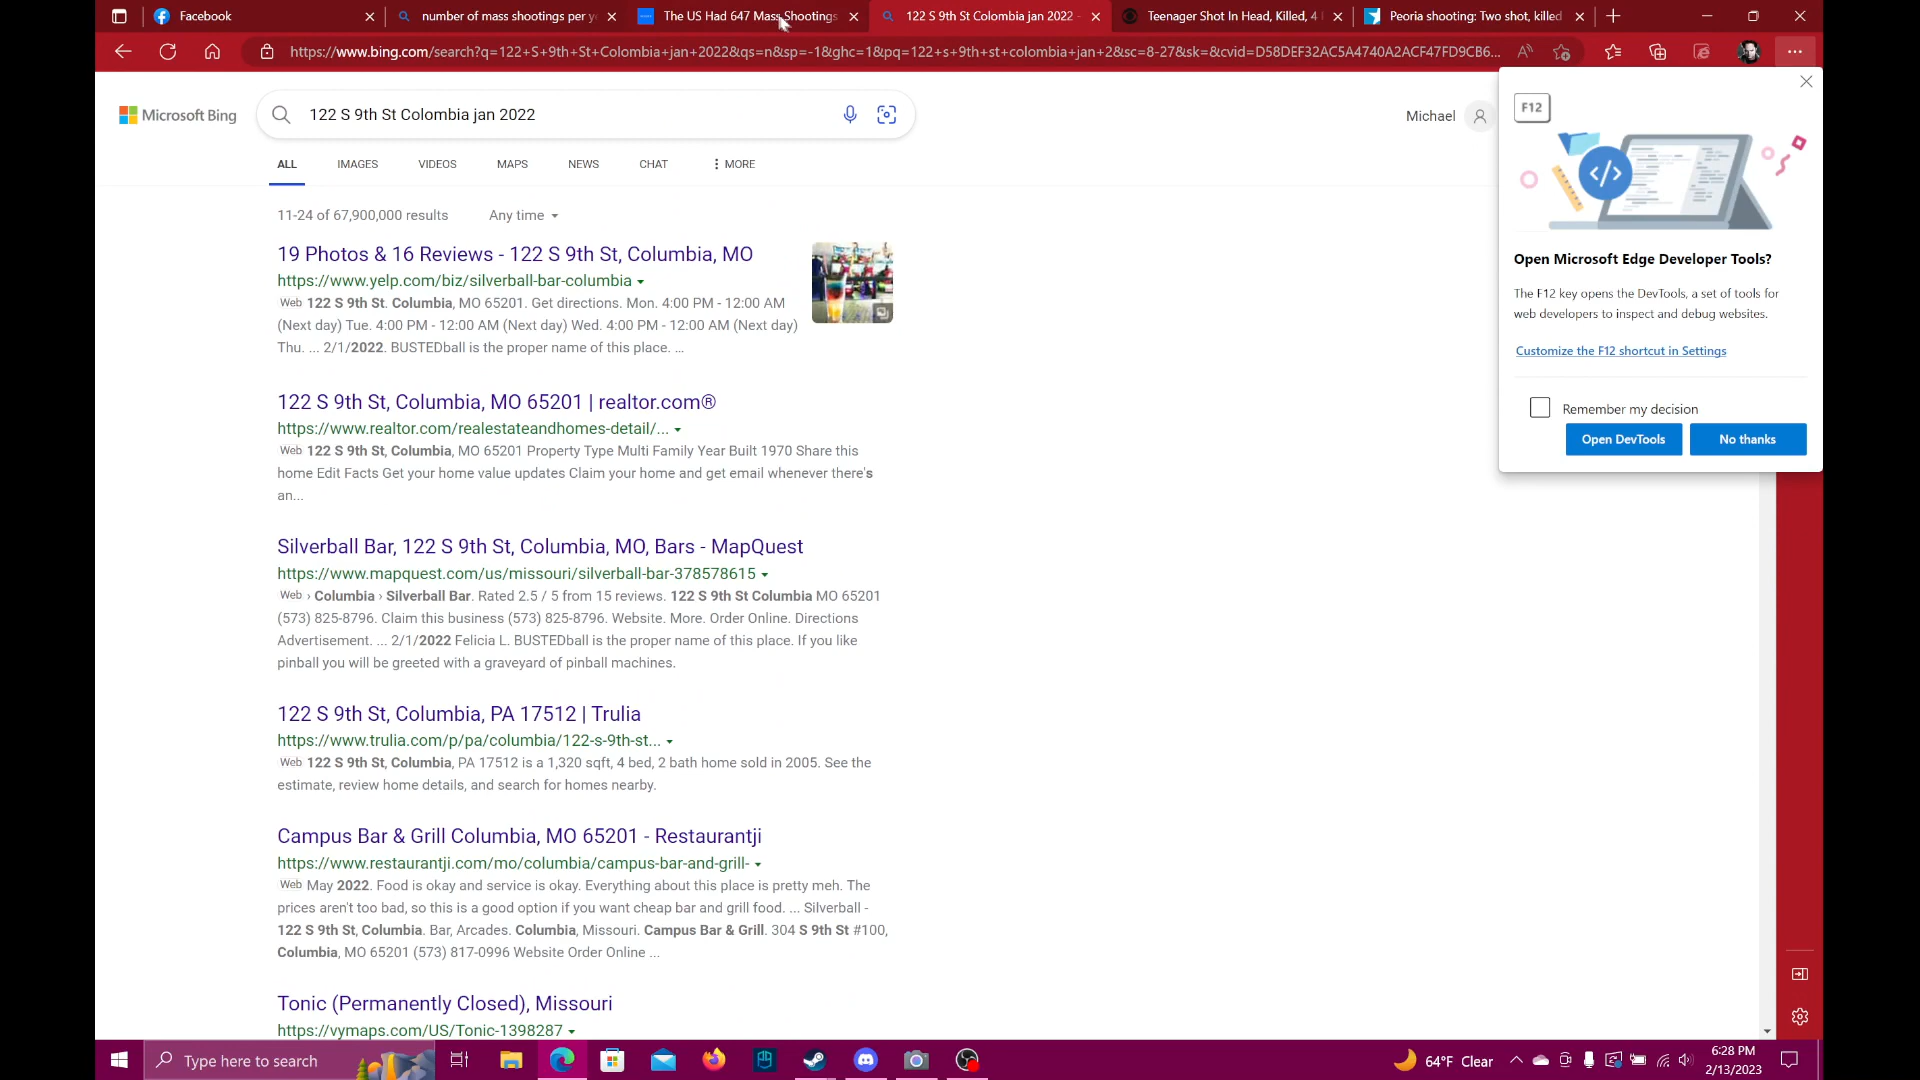 Facebook
number of mass shootings per y
The US Had 647 Mass Shootings
122 S 9th St Colombia jan 2022 -
Teenager Shot In Head, Killed, 4
Peoria shooting: Two shot, killed
https://www.bing.com/search?q=122+S+9th+St+Colombia+jan+2022&qs=n&sp=-1&ghc=1&pq=122+s+9th+st+colombia+jan+2&sc=8-27&sk=&cvid=D58DEF32AC5A4740A2ACF47FD9CB6...
Microsoft Bing
122 S 9th St Colombia jan 2022
Michael
ALL IMAGES VIDEOS MAPS NEWS CHAT MORE
11-24 of 67,900,000 results Any time
19 Photos & 16 Reviews - 122 S 9th St, Columbia, MO
https://www.yelp.com/biz/silverball-bar-columbia
Web 122 S 9th St. Columbia, MO 65201. Get directions. Mon. 4:00 PM - 12:00 AM
(Next day) Tue. 4:00 PM - 12:00 AM (Next day) Wed. 4:00 PM - 12:00 AM (Next day)
Thu. ... 2/1/2022. BUSTEDball is the proper name of this place. ...
122 S 9th St, Columbia, MO 65201 | realtor.com®
https://www.realtor.com/realestateandhomes-detail/...
Web 122 S 9th St, Columbia, MO 65201 Property Type Multi Family Year Built 1970 Share this
home Edit Facts Get your home value updates Claim your home and get email whenever there's
an...
Silverball Bar, 122 S 9th St, Columbia, MO, Bars - MapQuest
https://www.mapquest.com/us/missouri/silverball-bar-378578615
Web › Columbia › Silverball Bar. Rated 2.5 / 5 from 15 reviews. 122 S 9th St Columbia MO 65201
(573) 825-8796. Claim this business (573) 825-8796. Website. More. Order Online. Directions
Advertisement. ... 2/1/2022 Felicia L. BUSTEDball is the proper name of this place. If you like
pinball you will be greeted with a graveyard of pinball machines.
122 S 9th St, Columbia, PA 17512 | Trulia
https://www.trulia.com/p/pa/columbia/122-s-9th-st...
Web 122 S 9th St, Columbia, PA 17512 is a 1,320 sqft, 4 bed, 2 bath home sold in 2005. See the
estimate, review home details, and search for homes nearby.
Campus Bar & Grill Columbia, MO 65201 - Restaurantji
https://www.restaurantji.com/mo/columbia/campus-bar-and-grill-
Web May 2022. Food is okay and service is okay. Everything about this place is pretty meh. The
prices aren't too bad, so this is a good option if you want cheap bar and grill food. ... Silverball -
122 S 9th St, Columbia. Bar, Arcades. Columbia, Missouri. Campus Bar & Grill. 304 S 9th St #100,
Columbia, MO 65201 (573) 817-0996 Website Order Online ...
Tonic (Permanently Closed), Missouri
https://vymaps.com/US/Tonic-1398287
F12
Open Microsoft Edge Developer Tools?
The F12 key opens the DevTools, a set of tools for
web developers to inspect and debug websites.
Customize the F12 shortcut in Settings
Remember my decision
Open DevTools No thanks
Type here to search
64°F Clear
6:28 PM
2/13/2023